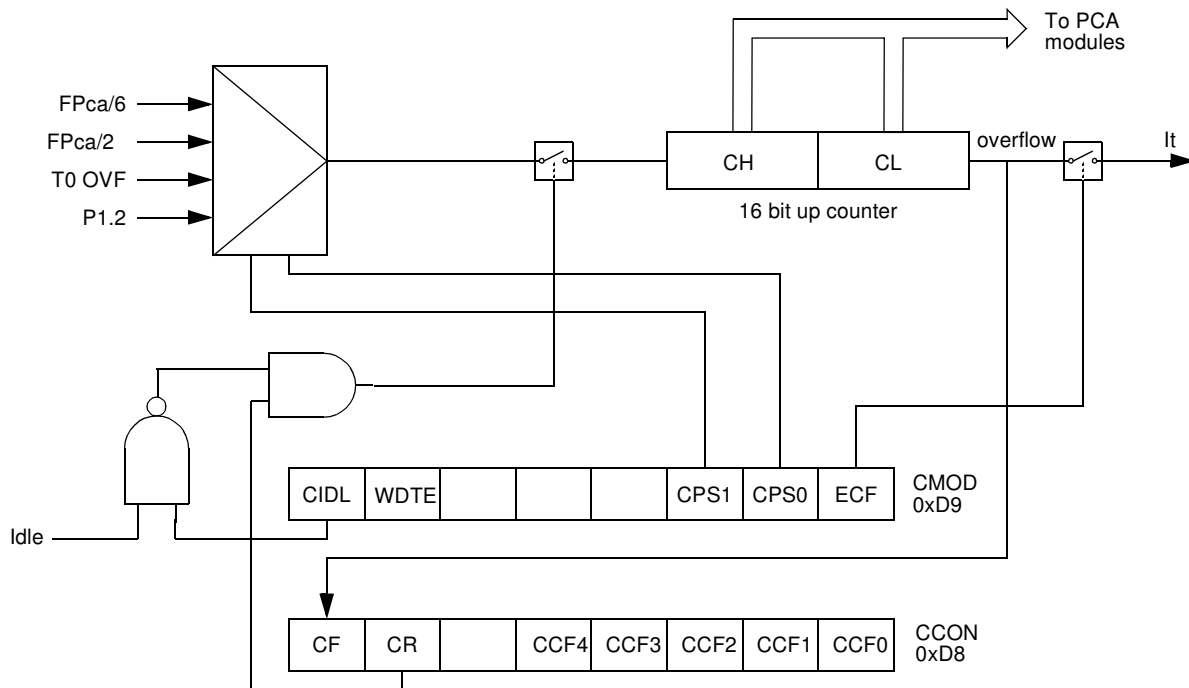 To PCA
modules
FPca/6
FPca/2
T0 OVF
P1.2
overflow
It
CH
CL
16 bit up counter
CIDL
WDTE
CPS1
CPS0
ECF
CMOD
0xD9
Idle
CF
CR
CCF4
CCF3
CCF2
CCF1
CCF0
CCON
0xD8